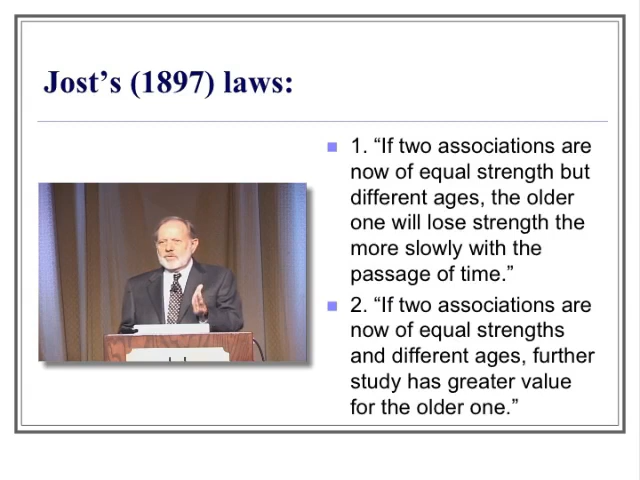 Jost’s (1897) laws:
1. “If two associations are
now of equal strength but
different ages, the older
one will lose strength the
more slowly with the
passage of time.”
2. “If two associations are
now of equal strengths
and different ages, further
study has greater value
for the older one.”